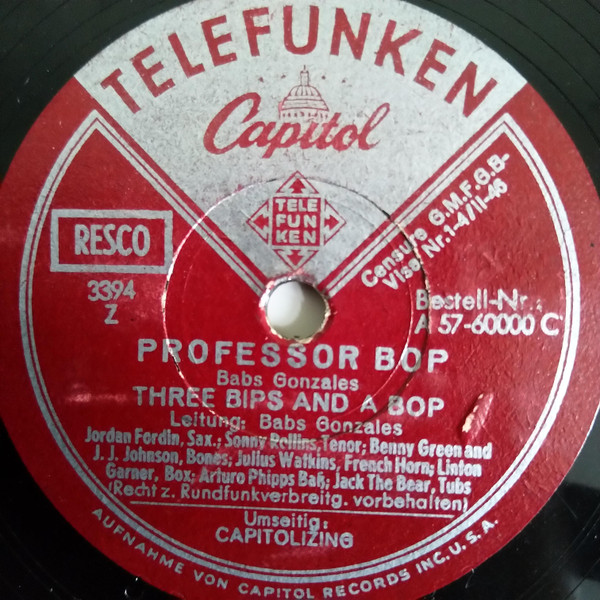 TELEFUNKEN
Capitol
TELE
FUN
KEN
RESCO
3394
Z
Censure G.M.F.G.B-
Vise Nr.1-4/II-46
Bestell-Nr.:
A 57-60000 C
PROFESSOR BOP
Babs Gonzales
THREE BIPS AND A BOP
Leitung: Babs Gonzales
Jordan Fordin, Sax.; Sonny Rollins, Tenor; Benny Green and
J. J. Johnson, Bones; Julius Watkins, French Horn; Linton
Garner, Box; Arturo Phipps Baß; Jack The Bear, Tubs
(Recht z. Rundfunkverbreitg. vorbehalten)
Umseitig:
CAPITOLIZING
AUFNAHME VON CAPITOL RECORDS INC. U.S.A.